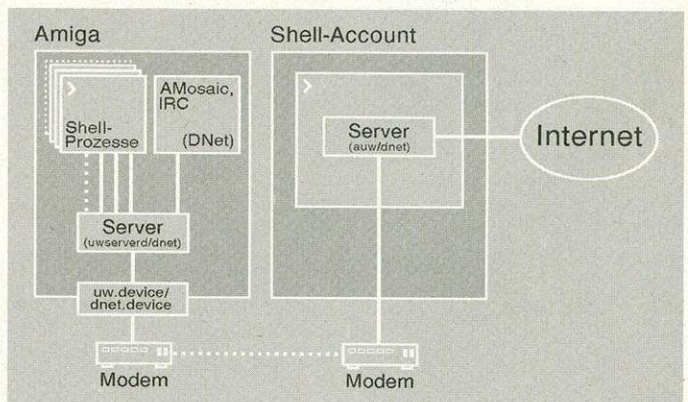 Amiga
Shell-Account
>
Shell-
Prozesse
AMosaic,
IRC
(DNet)
Server
(uwserverd/dnet)
uw.device/
dnet.device
Modem
>
Server
(auw/dnet)
Internet
Modem